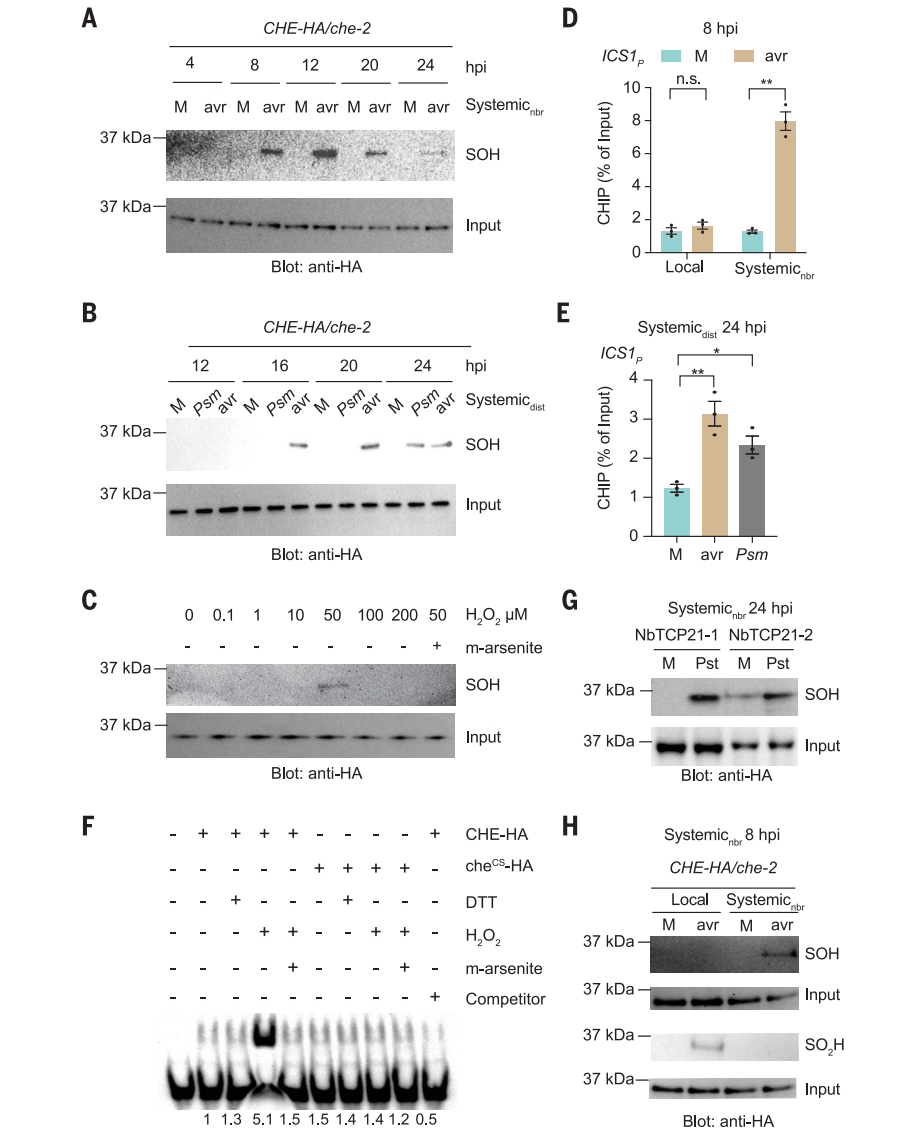 A
CHE-HA/che-2
4 8 12 20 24 hpi
M avr M avr M avr M avr M avr Systemicnbr
37 kDa
SOH
37 kDa
Input
Blot: anti-HA
B
CHE-HA/che-2
12 16 20 24 hpi
M Psm avr M Psm avr M Psm avr M Psm avr Systemicdist
37 kDa
SOH
37 kDa
Input
Blot: anti-HA
C
0 0.1 1 10 50 100 200 50 H2O2 µM
- - - - - - - + m-arsenite
37 kDa
SOH
37 kDa
Input
Blot: anti-HA
D
8 hpi
ICS1P M avr
n.s. **
CHIP (% of Input)
10
8
6
4
2
0
Local Systemicnbr
E
Systemicdist 24 hpi
ICS1P
*
**
CHIP (% of Input)
4
3
2
1
0
M avr Psm
F
- + + + + - - - - + CHE-HA
- - - - - + + + + - cheCS-HA
- - + - - - + - - - DTT
- - - + + - - + + - H2O2
- - - - + - - - + - m-arsenite
- - - - - - - - - + Competitor
1 1.3 5.1 1.5 1.5 1.4 1.4 1.2 0.5
G
Systemicnbr 24 hpi
NbTCP21-1 NbTCP21-2
M Pst M Pst
37 kDa
SOH
37 kDa
Input
Blot: anti-HA
H
Systemicnbr 8 hpi
CHE-HA/che-2
Local Systemicnbr
M avr M avr
37 kDa
SOH
37 kDa
Input
37 kDa
SO2H
37 kDa
Input
Blot: anti-HA